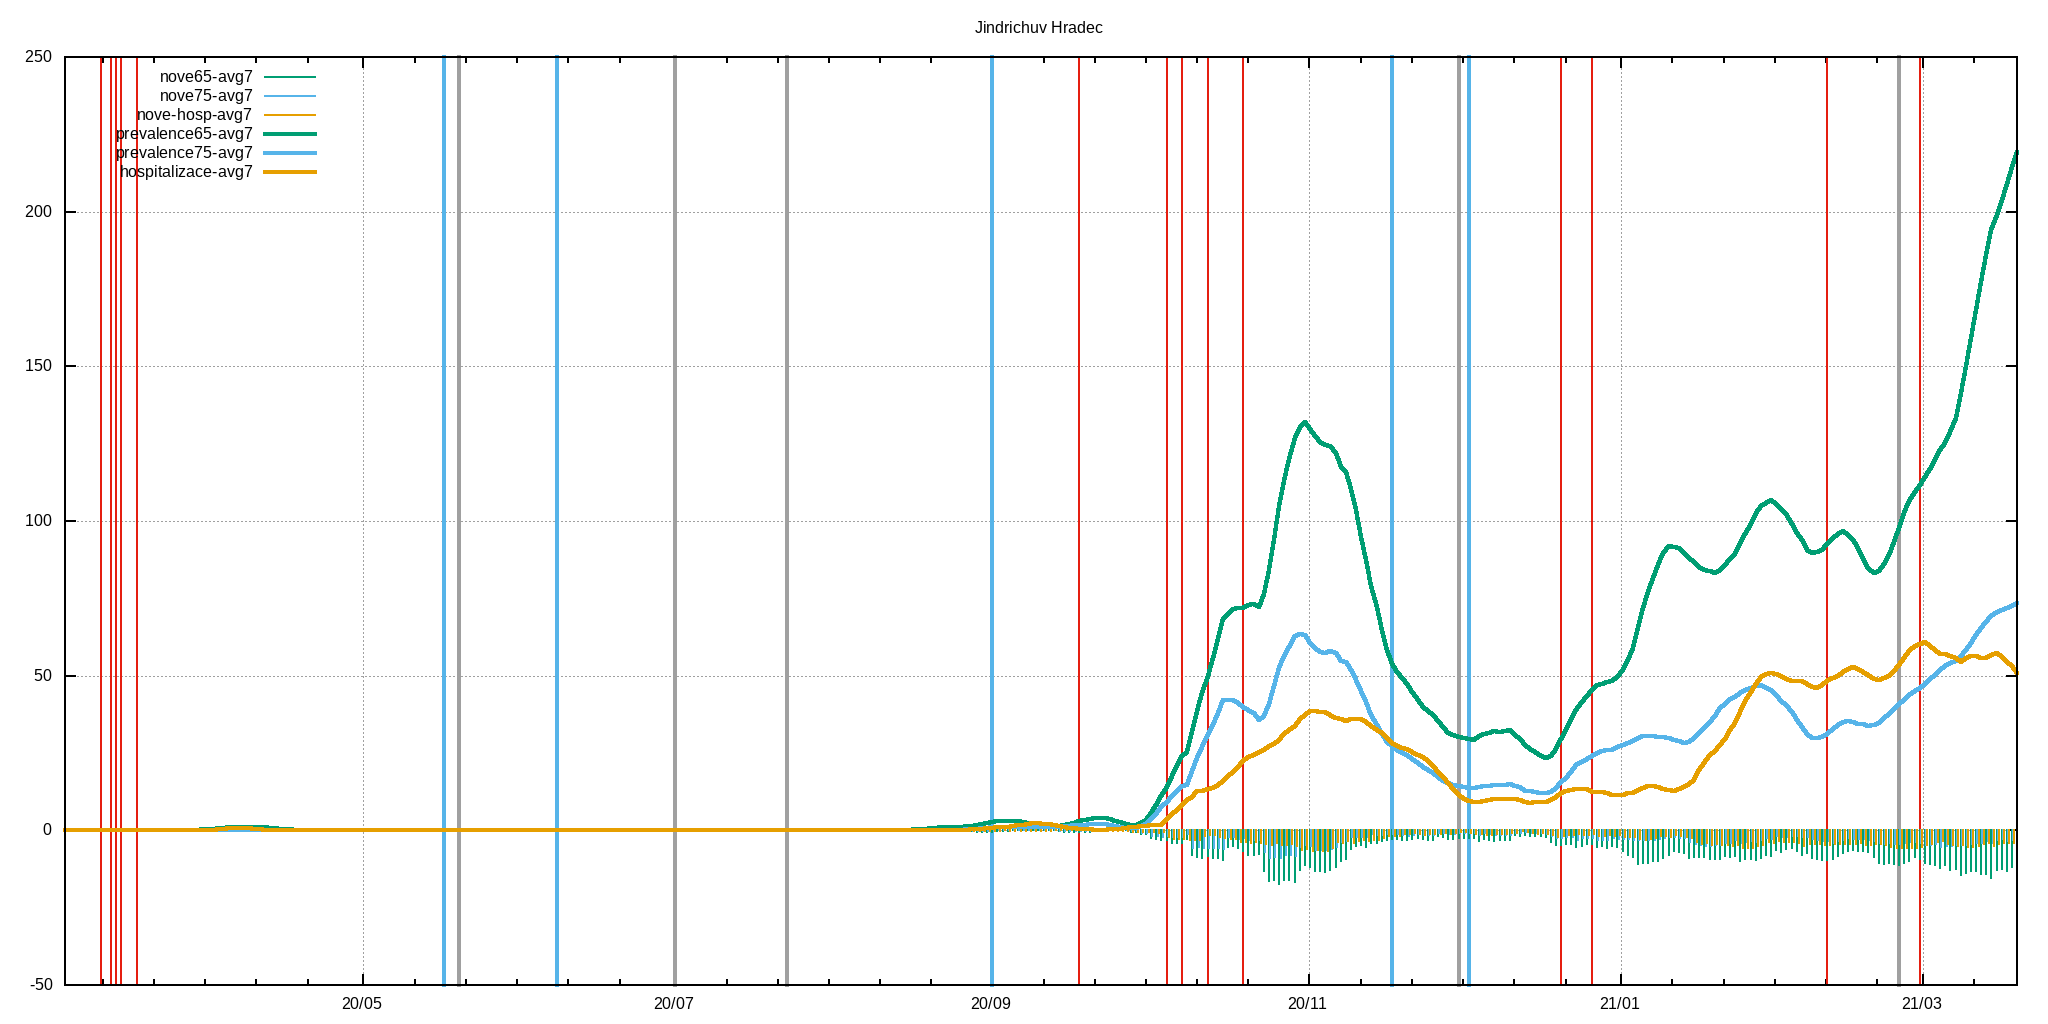 Jindrichuv Hradec
250
200
150
100
50
0
-50
nove65-avg7
nove75-avg7
nove-hosp-avg7
prevalence65-avg7
prevalence75-avg7
hospitalizace-avg7
20/05 20/07 20/09 20/11 21/01 21/03